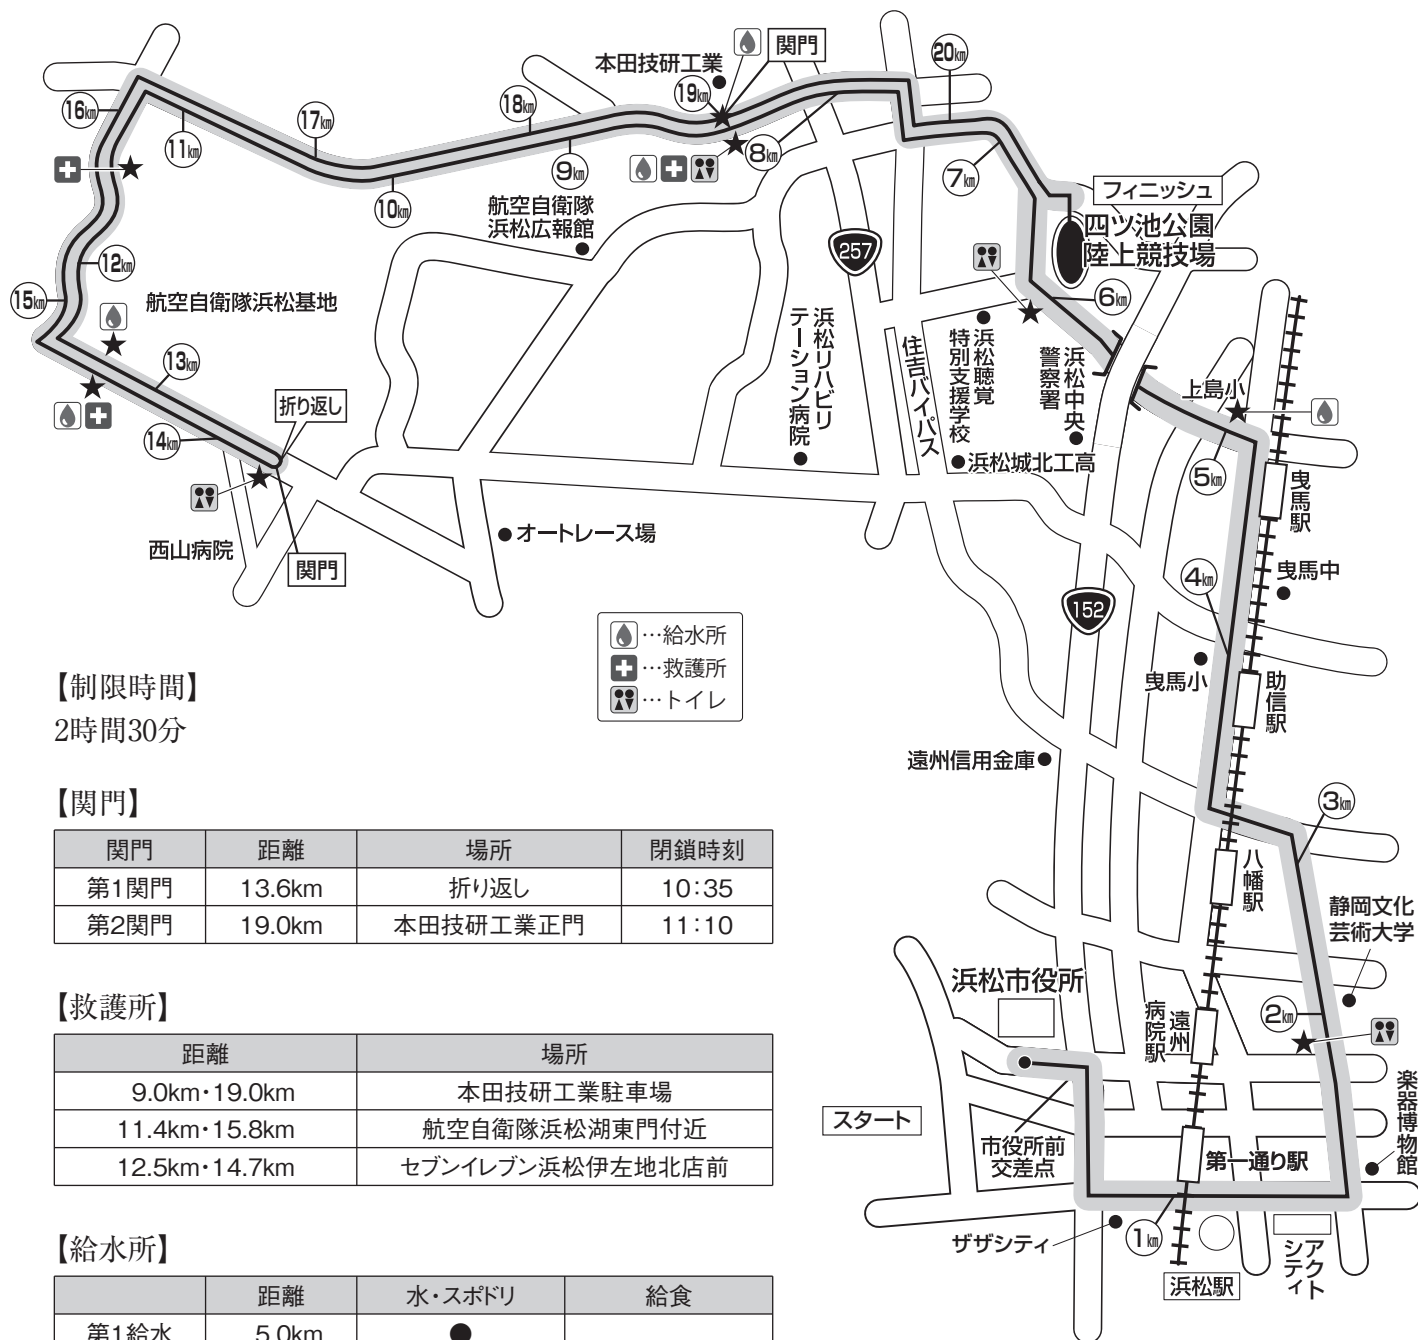 本田技研工業
関門
20km
19km
18km
17km
16km
11km
10km
9km
8km
7km
フィニッシュ
四ツ池公園
陸上競技場
航空自衛隊
浜松広報館
257
12km
15km
航空自衛隊浜松基地
6km
13km
14km
折り返し
浜松リハビリ
テーション病院
住吉バイパス
浜松聴覚
特別支援学校
浜松中央
警察署
上島小
浜松城北工高
5km
曳馬駅
西山病院
関門
オートレース場
4km
曳馬中
152
…給水所
…救護所
…トイレ
曳馬小
助信駅
遠州信用金庫
3km
八幡駅
静岡文化
芸術大学
浜松市役所
2km
遠州
病院駅
スタート
市役所前
交差点
第一通り駅
楽器博物館
ザザシティ
1km
浜松駅
アクト
シティ
【制限時間】
2時間30分
【関門】
関門 距離 場所 閉鎖時刻
第1関門 13.6km 折り返し 10:35
第2関門 19.0km 本田技研工業正門 11:10
【救護所】
距離 場所
9.0km・19.0km 本田技研工業駐車場
11.4km・15.8km 航空自衛隊浜松湖東門付近
12.5km・14.7km セブンイレブン浜松伊左地北店前
【給水所】
距離 水・スポドリ 給食
第1給水 5.0km ●